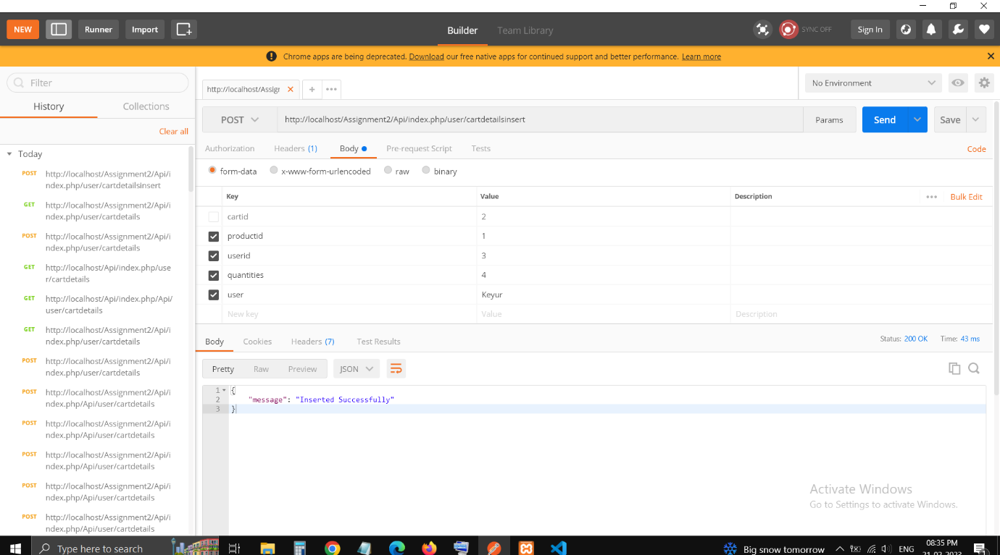 NEW Runner Import Builder Team Library SYNC OFF Sign In
Chrome apps are being deprecated. Download our free native apps for continued support and better performance. Learn more
Filter
History Collections
Clear all
Today
POST http://localhost/Assignment2/Api/i
ndex.php/user/cartdetailsinsert
GET http://localhost/Assignment2/Api/i
ndex.php/user/cartdetails
POST http://localhost/Assignment2/Api/i
ndex.php/user/cartdetails
GET http://localhost/Api/index.php/use
r/cartdetails
GET http://localhost/Api/index.php/Api/
user/cartdetails
GET http://localhost/Assignment2/Api/i
ndex.php/user/cartdetails
POST http://localhost/Assignment2/Api/i
ndex.php/user/cartdetails
POST http://localhost/Assignment2/Api/i
ndex.php/Api/user/cartdetails
POST http://localhost/Assignment2/Api/i
ndex.php/Api/user/cartdetails
POST http://localhost/Assignment2/Api/i
ndex.php/Api/user/cartdetails
POST http://localhost/Assignment2/Api/i
ndex.php/Api/user/cartdetails
POST http://localhost/Assignment2/Api/i
ndex.php/Api/user/cartdetails
http://localhost/Assigr No Environment
POST http://localhost/Assignment2/Api/index.php/user/cartdetailsinsert Params Send Save
Authorization Headers (1) Body Pre-request Script Tests Code
form-data x-www-form-urlencoded raw binary
Key Value Description Bulk Edit
cartid 2
productid 1
userid 3
quantities 4
user Keyur
New key Value Description
Body Cookies Headers (7) Test Results Status: 200 OK Time: 43 ms
Pretty Raw Preview JSON
1 {
2 "message": "Inserted Successfully"
3 }
Activate Windows
Go to Settings to activate Windows.
Type here to search Big snow tomorrow ENG 08:35 PM
21-02-2023 1